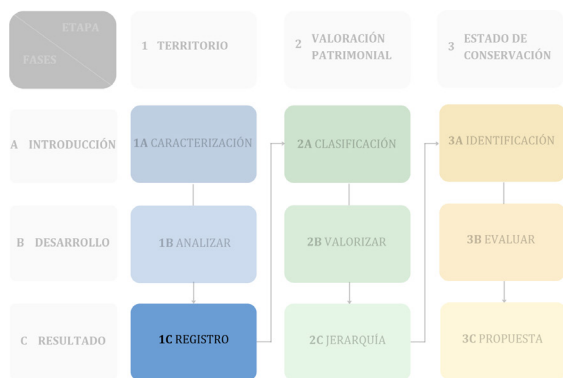 ETAPA
FASES
1 TERRITORIO
2 VALORACIÓN
PATRIMONIAL
3 ESTADO DE
CONSERVACIÓN
A INTRODUCCIÓN
1A CARACTERIZACIÓN
2A CLASIFICACIÓN
3A IDENTIFICACIÓN
B DESARROLLO
1B ANALIZAR
2B VALORIZAR
3B EVALUAR
C RESULTADO
1C REGISTRO
2C JERARQUÍA
3C PROPUESTA